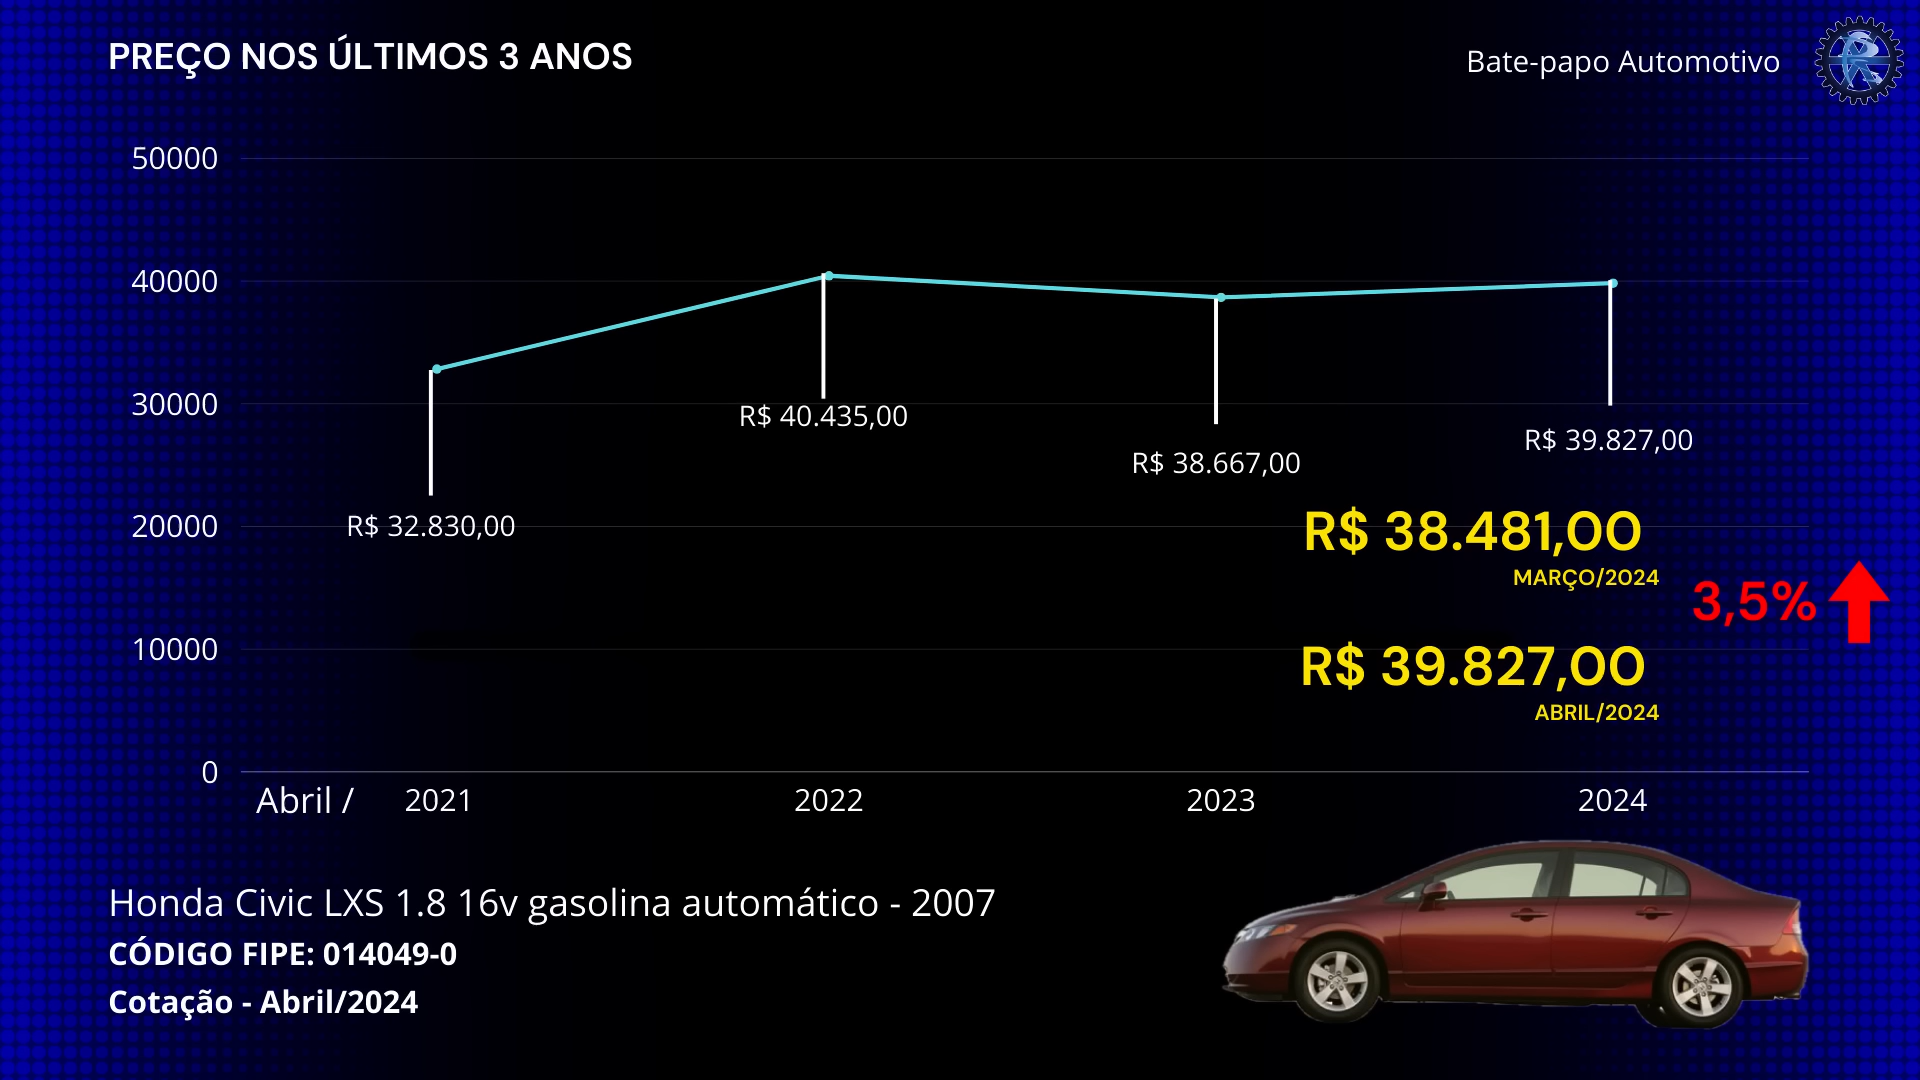 PREÇO NOS ÚLTIMOS 3 ANOS
Bate-papo Automotivo
50000
40000
30000
20000
10000
0
R$ 32.830,00
R$ 40.435,00
R$ 38.667,00
R$ 39.827,00
R$ 38.481,00
MARÇO/2024
3,5%
R$ 39.827,00
ABRIL/2024
Abril / 2021 2022 2023 2024
Honda Civic LXS 1.8 16v gasolina automático - 2007
CÓDIGO FIPE: 014049-0
Cotação - Abril/2024